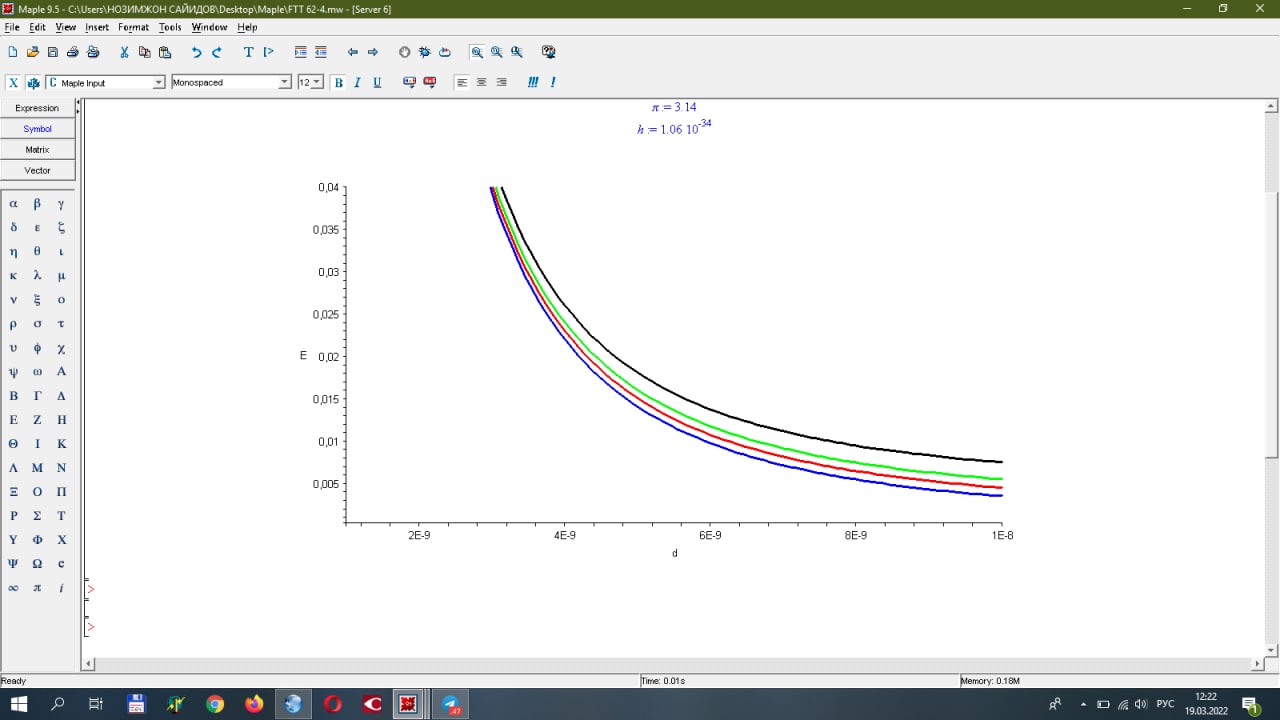 Maple 9.5 - C:\Users\НОЗИМЖОН САЙИДОВ\Desktop\Maple\FTT 62-4.mw - [Server 6]
File Edit View Insert Format Tools Window Help
Maple Input Monospaced 12 B I U !!! !
Expression
Symbol
Matrix
Vector
α β γ
δ ε ζ
η θ ι
κ λ μ
ν ξ ο
ρ σ τ
υ ϕ χ
ψ ω Α
Β Γ Δ
Ε Ζ Η
Θ Ι Κ
Λ Μ Ν
Ξ Ο Π
Ρ Σ Τ
Υ Φ Χ
Ψ Ω e
∞ π i
π := 3.14
h := 1.06 10^-34
0,04
0,035
0,03
0,025
E 0,02
0,015
0,01
0,005
2E-9 4E-9 6E-9 8E-9 1E-8
d
>
>
Ready Time: 0.01s Memory: 0.18M
47
РУС
12:22
19.03.2022
1